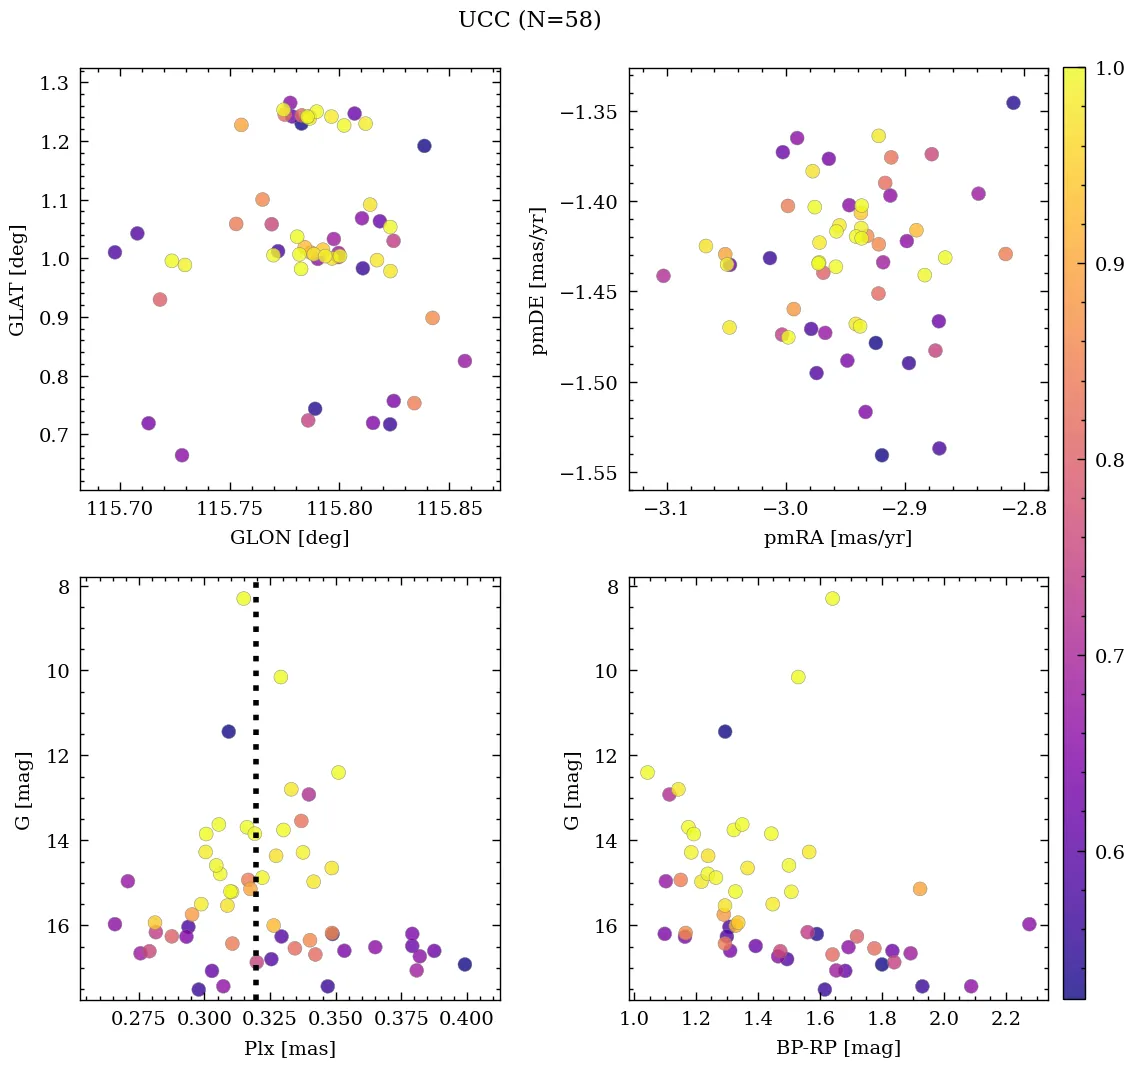 UCC (N=58)
1.3
1.2
1.1
1.0
0.9
0.8
0.7
GLAT [deg]
115.70 115.75 115.80 115.85
GLON [deg]
−1.35
−1.40
−1.45
−1.50
−1.55
pmDE [mas/yr]
−3.1 −3.0 −2.9 −2.8
pmRA [mas/yr]
1.0
0.9
0.8
0.7
0.6
8
10
12
14
16
G [mag]
0.275 0.300 0.325 0.350 0.375 0.400
Plx [mas]
8
10
12
14
16
G [mag]
1.0 1.2 1.4 1.6 1.8 2.0 2.2
BP-RP [mag]